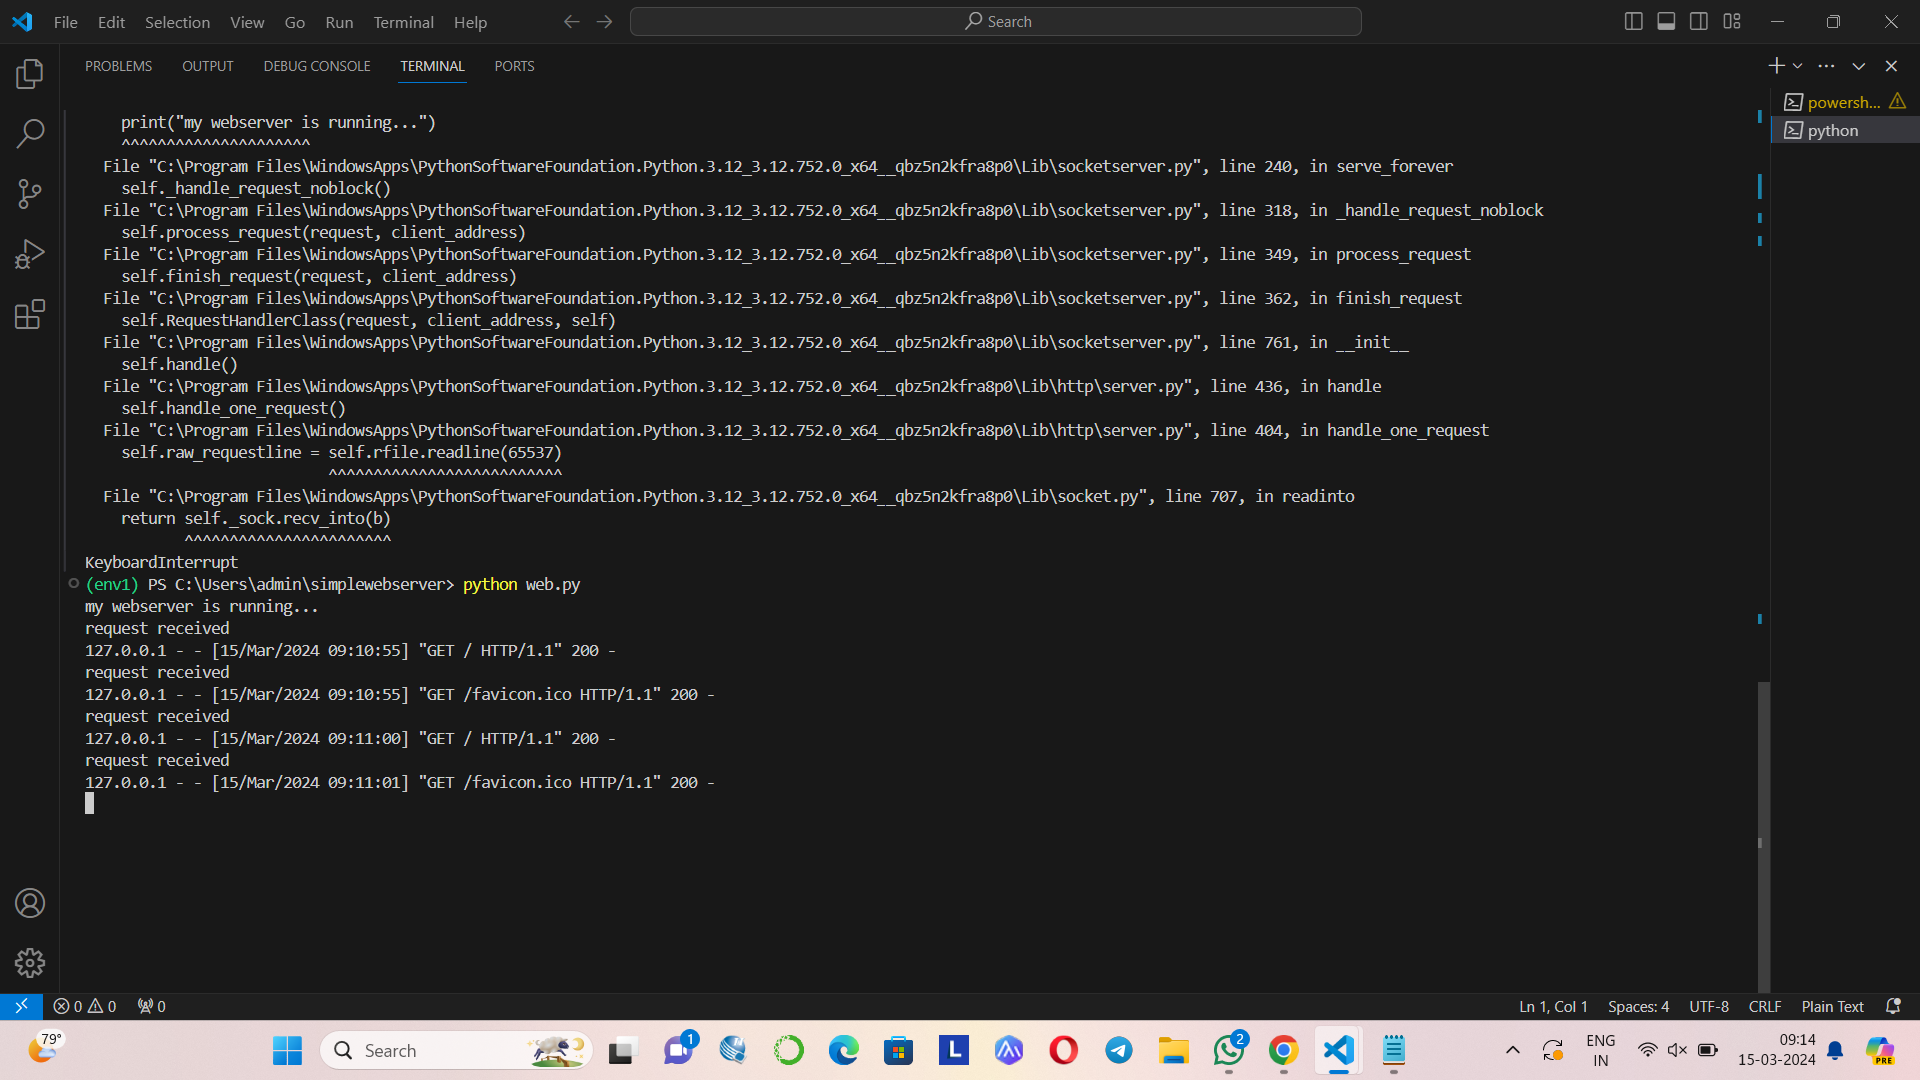 File Edit Selection View Go Run Terminal Help
Search
PROBLEMS OUTPUT DEBUG CONSOLE TERMINAL PORTS
powersh...
python
print("my webserver is running...")
^^^^^^^^^^^^^^^^^^^^^
File "C:\Program Files\WindowsApps\PythonSoftwareFoundation.Python.3.12_3.12.752.0_x64__qbz5n2kfra8p0\Lib\socketserver.py", line 240, in serve_forever
self._handle_request_noblock()
File "C:\Program Files\WindowsApps\PythonSoftwareFoundation.Python.3.12_3.12.752.0_x64__qbz5n2kfra8p0\Lib\socketserver.py", line 318, in _handle_request_noblock
self.process_request(request, client_address)
File "C:\Program Files\WindowsApps\PythonSoftwareFoundation.Python.3.12_3.12.752.0_x64__qbz5n2kfra8p0\Lib\socketserver.py", line 349, in process_request
self.finish_request(request, client_address)
File "C:\Program Files\WindowsApps\PythonSoftwareFoundation.Python.3.12_3.12.752.0_x64__qbz5n2kfra8p0\Lib\socketserver.py", line 362, in finish_request
self.RequestHandlerClass(request, client_address, self)
File "C:\Program Files\WindowsApps\PythonSoftwareFoundation.Python.3.12_3.12.752.0_x64__qbz5n2kfra8p0\Lib\socketserver.py", line 761, in __init__
self.handle()
File "C:\Program Files\WindowsApps\PythonSoftwareFoundation.Python.3.12_3.12.752.0_x64__qbz5n2kfra8p0\Lib\http\server.py", line 436, in handle
self.handle_one_request()
File "C:\Program Files\WindowsApps\PythonSoftwareFoundation.Python.3.12_3.12.752.0_x64__qbz5n2kfra8p0\Lib\http\server.py", line 404, in handle_one_request
self.raw_requestline = self.rfile.readline(65537)
^^^^^^^^^^^^^^^^^^^^^^^^^^
File "C:\Program Files\WindowsApps\PythonSoftwareFoundation.Python.3.12_3.12.752.0_x64__qbz5n2kfra8p0\Lib\socket.py", line 707, in readinto
return self._sock.recv_into(b)
^^^^^^^^^^^^^^^^^^^^^^^
KeyboardInterrupt
(env1) PS C:\Users\admin\simplewebserver> python web.py
my webserver is running...
request received
127.0.0.1 - - [15/Mar/2024 09:10:55] "GET / HTTP/1.1" 200 -
request received
127.0.0.1 - - [15/Mar/2024 09:10:55] "GET /favicon.ico HTTP/1.1" 200 -
request received
127.0.0.1 - - [15/Mar/2024 09:11:00] "GET / HTTP/1.1" 200 -
request received
127.0.0.1 - - [15/Mar/2024 09:11:01] "GET /favicon.ico HTTP/1.1" 200 -
0 0 0 Ln 1, Col 1 Spaces: 4 UTF-8 CRLF Plain Text
79°
Search
1
L
2
ENG
IN
09:14
15-03-2024
PRE